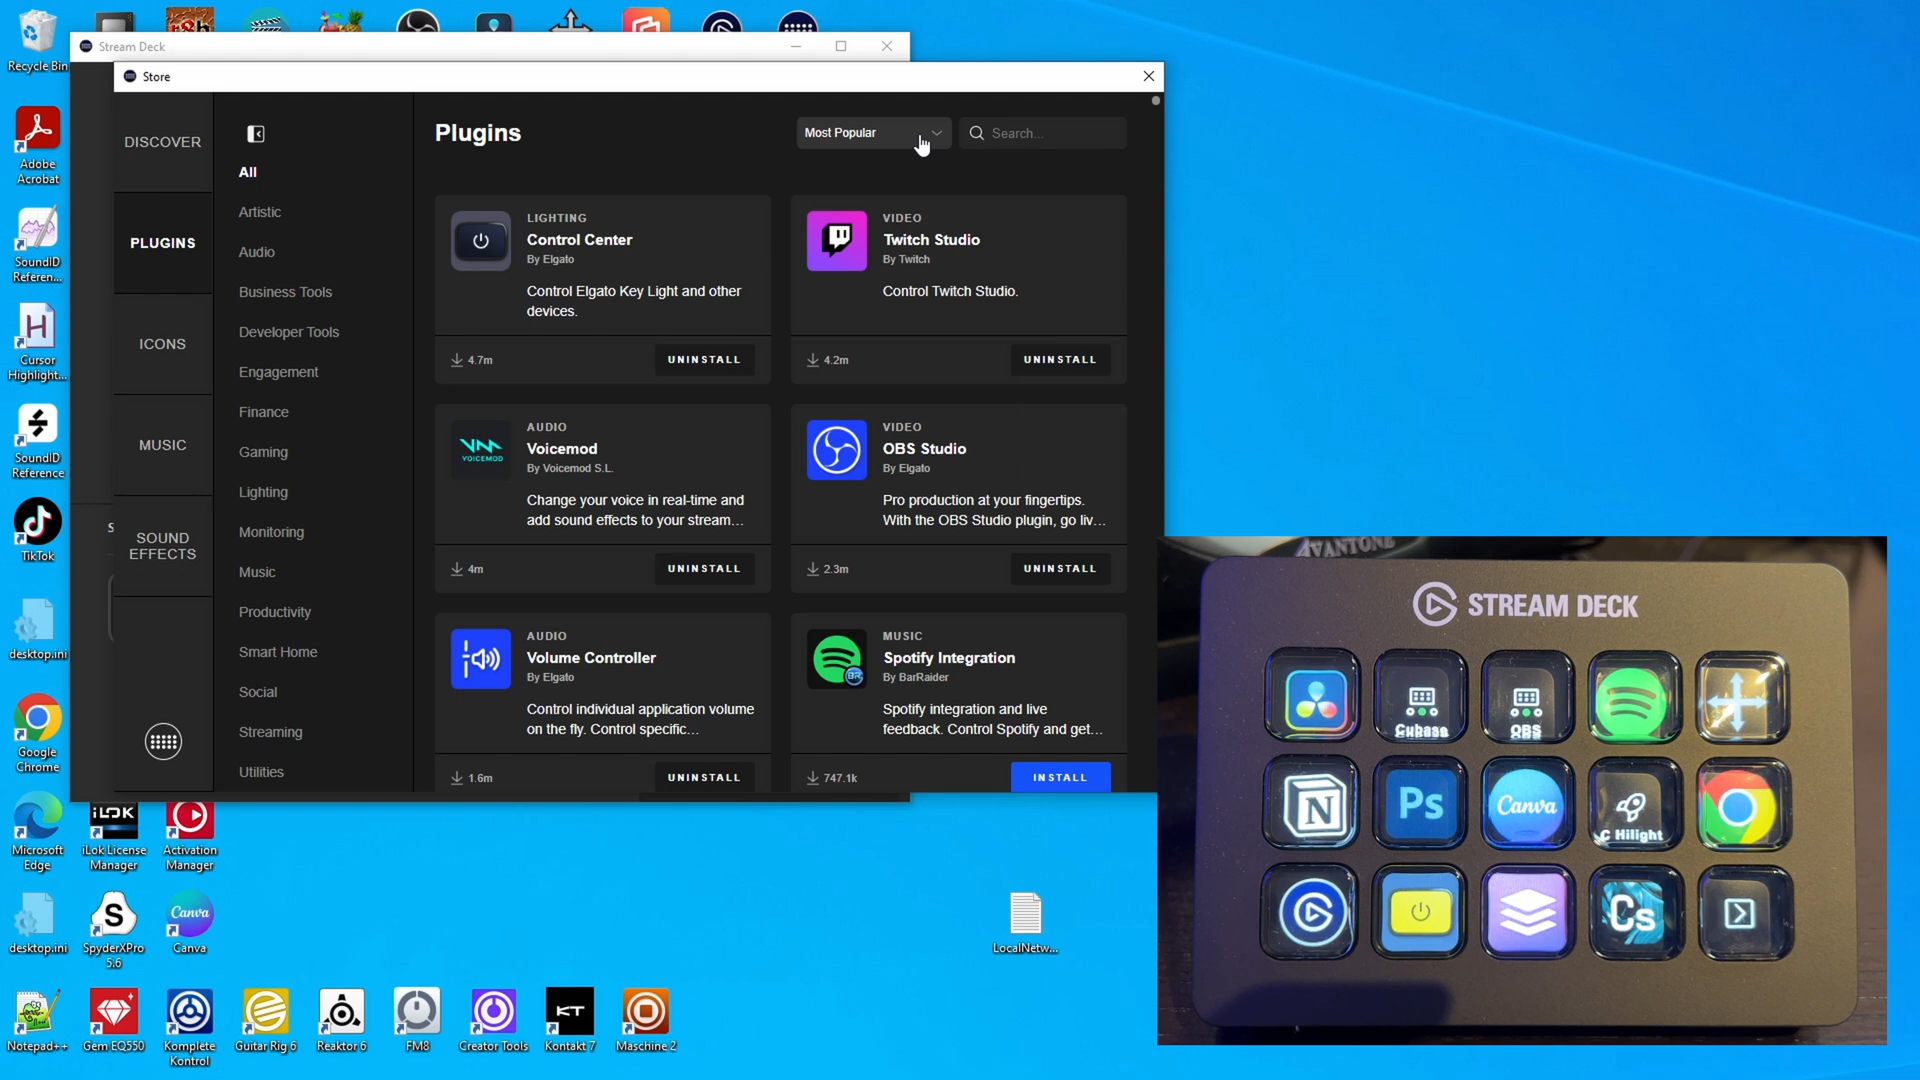 Recycle Bin
Stream Deck
Store
Adobe
Acrobat
SoundID
Referen...
Cursor
Highlight...
SoundID
Reference
TikTok
desktop.ini
Google
Chrome
Microsoft
Edge
iLOK
iLok License
Manager
Activation
Manager
desktop.ini
SpyderXPro
5.6
Canva
Canva
Notepad++
Gem EQ550
Komplete
Kontrol
Guitar Rig 6
Reaktor 6
FM8
Creator Tools
KT
Kontakt 7
Maschine 2
LocalNetw...
DISCOVER
PLUGINS
ICONS
MUSIC
SOUND
EFFECTS
All
Artistic
Audio
Business Tools
Developer Tools
Engagement
Finance
Gaming
Lighting
Monitoring
Music
Productivity
Smart Home
Social
Streaming
Utilities
Plugins
Most Popular
Search...
LIGHTING
Control Center
By Elgato
Control Elgato Key Light and other
devices.
4.7m
UNINSTALL
VIDEO
Twitch Studio
By Twitch
Control Twitch Studio.
4.2m
UNINSTALL
VOICEMOD
AUDIO
Voicemod
By Voicemod S.L.
Change your voice in real-time and
add sound effects to your stream...
4m
UNINSTALL
VIDEO
OBS Studio
By Elgato
Pro production at your fingertips.
With the OBS Studio plugin, go liv...
2.3m
UNINSTALL
AUDIO
Volume Controller
By Elgato
Control individual application volume
on the fly. Control specific...
1.6m
UNINSTALL
BR
MUSIC
Spotify Integration
By BarRaider
Spotify integration and live
feedback. Control Spotify and get...
747.1k
INSTALL
AVANTONE
STREAM DECK
Cubase
OBS
N
Ps
Canva
C Hilight
Cs